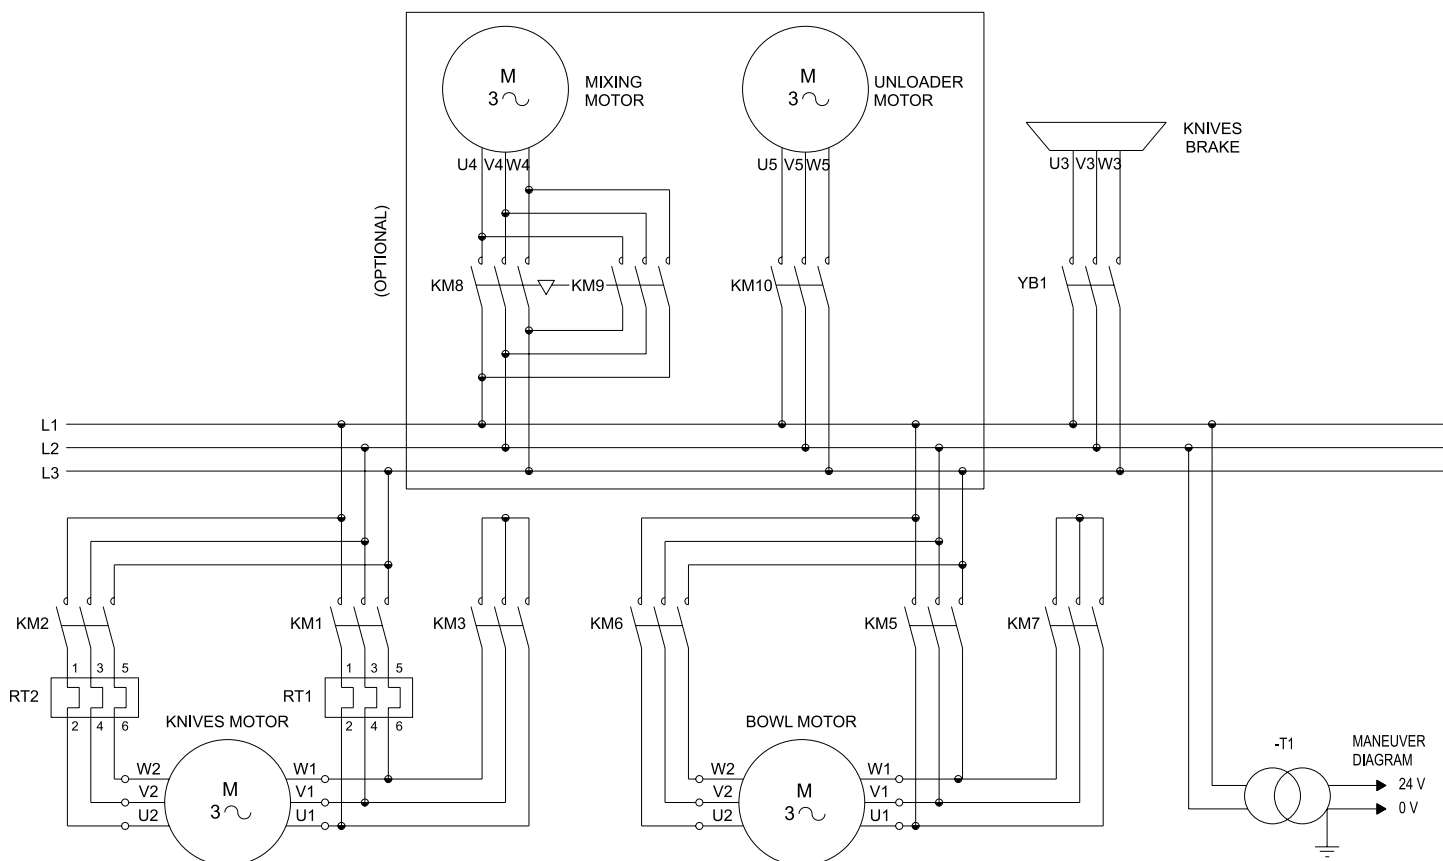 M
3
MIXING
MOTOR
M
3
UNLOADER
MOTOR
KNIVES
BRAKE
U4 V4 W4
U5 V5 W5
U3 V3 W3
(OPTIONAL)
KM8
KM9
KM10
YB1
L1
L2
L3
KM2
KM1
KM3
KM6
KM5
KM7
1 3 5
RT2
2 4 6
1 3 5
RT1
2 4 6
KNIVES MOTOR
W2
V2
U2
M
3
W1
V1
U1
BOWL MOTOR
W2
V2
U2
M
3
W1
V1
U1
-T1
MANEUVER
DIAGRAM
24 V
0 V